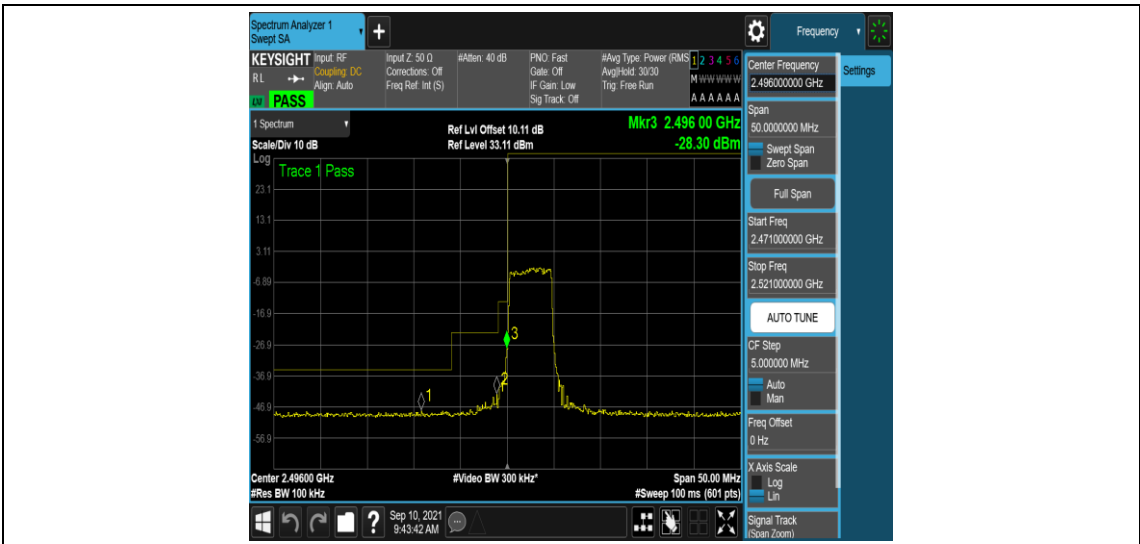 Spectrum Analyzer 1
Swept SA
+
Frequency
KEYSIGHT
RL
PASS
Input: RF
Coupling: DC
Align: Auto
Input Z: 50 Ω
Corrections: Off
Freq Ref: Int (S)
#Atten: 40 dB
PNO: Fast
Gate: Off
IF Gain: Low
Sig Track: Off
#Avg Type: Power (RMS
Avg|Hold: 30/30
Trig: Free Run
1 2 3 4 5 6
M W W W W W
A A A A A A
1 Spectrum
Scale/Div 10 dB
Ref Lvl Offset 10.11 dB
Ref Level 33.11 dBm
Mkr3 2.496 00 GHz
-28.30 dBm
Log
Trace 1 Pass
23.1
13.1
3.11
-6.89
-16.9
-26.9
-36.9
-46.9
-56.9
1
2
3
Center 2.49600 GHz
#Res BW 100 kHz
#Video BW 300 kHz*
Span 50.00 MHz
#Sweep 100 ms (601 pts)
?
Sep 10, 2021
9:43:42 AM
Center Frequency
2.496000000 GHz
Settings
Span
50.0000000 MHz
Swept Span
Zero Span
Full Span
Start Freq
2.471000000 GHz
Stop Freq
2.521000000 GHz
AUTO TUNE
CF Step
5.000000 MHz
Auto
Man
Freq Offset
0 Hz
X Axis Scale
Log
Lin
Signal Track
(Span Zoom)